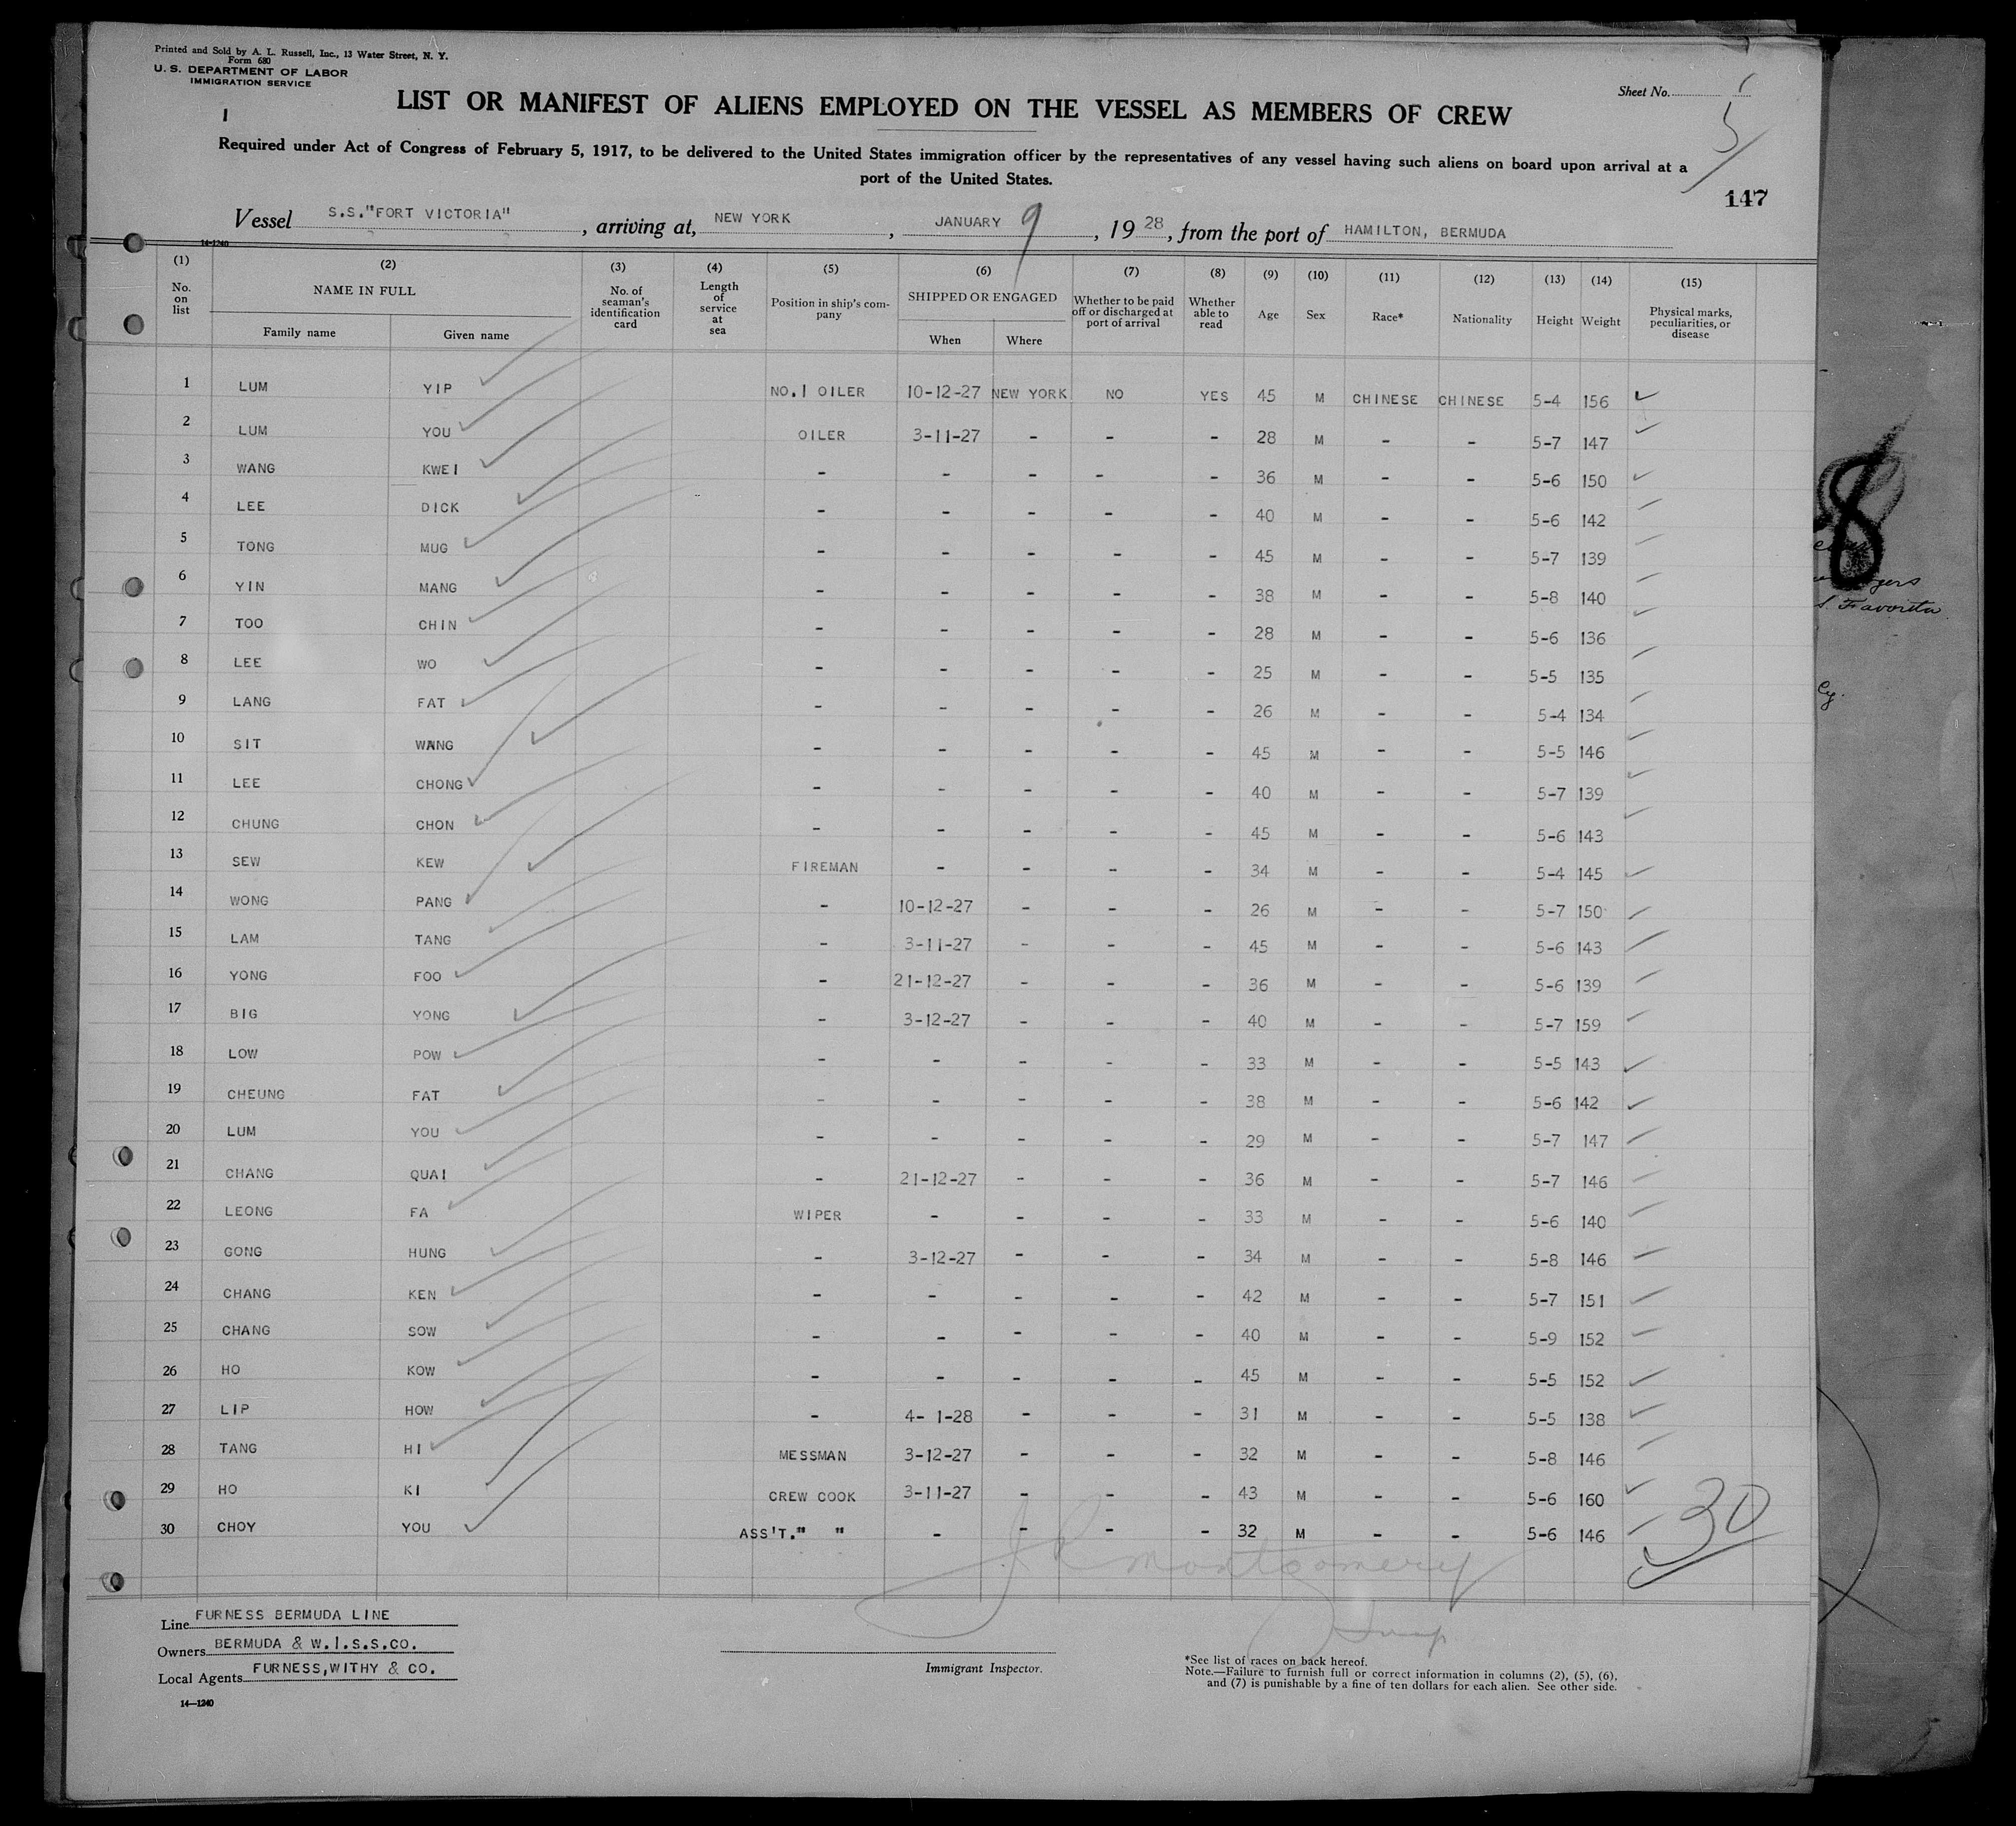 Printed and Sold by A. L. Russell, Inc., 13 Water Street, N. Y.
Form 680
U. S. DEPARTMENT OF LABOR
IMMIGRATION SERVICE
Sheet No.
1
5
LIST OR MANIFEST OF ALIENS EMPLOYED ON THE VESSEL AS MEMBERS OF CREW
Required under Act of Congress of February 5, 1917, to be delivered to the United States immigration officer by the representatives of any vessel having such aliens on board upon arrival at a
port of the United States.
147
Vessel S.S."FORT VICTORIA", arriving at, NEW YORK, JANUARY 9, 1928, from the port of HAMILTON, BERMUDA
14-1240
(1) (2) (3) (4) (5) (6) (7) (8) (9) (10) (11) (12) (13) (14) (15)
No. on list NAME IN FULL Family name Given name No. of seaman's identification card Length of service at sea Position in ship's company SHIPPED OR ENGAGED When Where Whether to be paid off or discharged at port of arrival Whether able to read Age Sex Race* Nationality Height Weight Physical marks, peculiarities, or disease
1 LUM YIP NO.1 OILER 10-12-27 NEW YORK NO YES 45 M CHINESE CHINESE 5-4 156
2 LUM YOU OILER 3-11-27 - - - 28 M - - 5-7 147
3 WANG KWEI - - - - - 36 M - - 5-6 150
4 LEE DICK - - - - - 40 M - - 5-6 142
5 TONG MUG - - - - - 45 M - - 5-7 139
6 YIN MANG - - - - - 38 M - - 5-8 140
7 TOO CHIN - - - - - 28 M - - 5-6 136
8 LEE WO - - - - - 25 M - - 5-5 135
9 LANG FAT - - - - - 26 M - - 5-4 134
10 SIT WANG - - - - - 45 M - - 5-5 146
11 LEE CHONG - - - - - 40 M - - 5-7 139
12 CHUNG CHON - - - - - 45 M - - 5-6 143
13 SEW KEW FIREMAN - - - - 34 M - - 5-4 145
14 WONG PANG - 10-12-27 - - - 26 M - - 5-7 150
15 LAM TANG - 3-11-27 - - - 45 M - - 5-6 143
16 YONG FOO - 21-12-27 - - - 36 M - - 5-6 139
17 BIG YONG - 3-12-27 - - - 40 M - - 5-7 159
18 LOW POW - - - - - 33 M - - 5-5 143
19 CHEUNG FAT - - - - - 38 M - - 5-6 142
20 LUM YOU - - - - - 29 M - - 5-7 147
21 CHANG QUAI - 21-12-27 - - - 36 M - - 5-7 146
22 LEONG FA WIPER - - - - 33 M - - 5-6 140
23 GONG HUNG - 3-12-27 - - - 34 M - - 5-8 146
24 CHANG KEN - - - - - 42 M - - 5-7 151
25 CHANG SOW - - - - - 40 M - - 5-9 152
26 HO KOW - - - - - 45 M - - 5-5 152
27 LIP HOW - 4- 1-28 - - - 31 M - - 5-5 138
28 TANG HI MESSMAN 3-12-27 - - - 32 M - - 5-8 146
29 HO KI CREW COOK 3-11-27 - - - 43 M - - 5-6 160
30 CHOY YOU ASS'T." " - - - - 32 M - - 5-6 146
30
J R Montgomery
Line FURNESS BERMUDA LINE
Owners BERMUDA & W.I.S.S.CO.
Local Agents FURNESS,WITHY & CO.
14—1240
Immigrant Inspector.
*See list of races on back hereof.
Note.—Failure to furnish full or correct information in columns (2), (5), (6),
and (7) is punishable by a fine of ten dollars for each alien. See other side.
8
Favorita